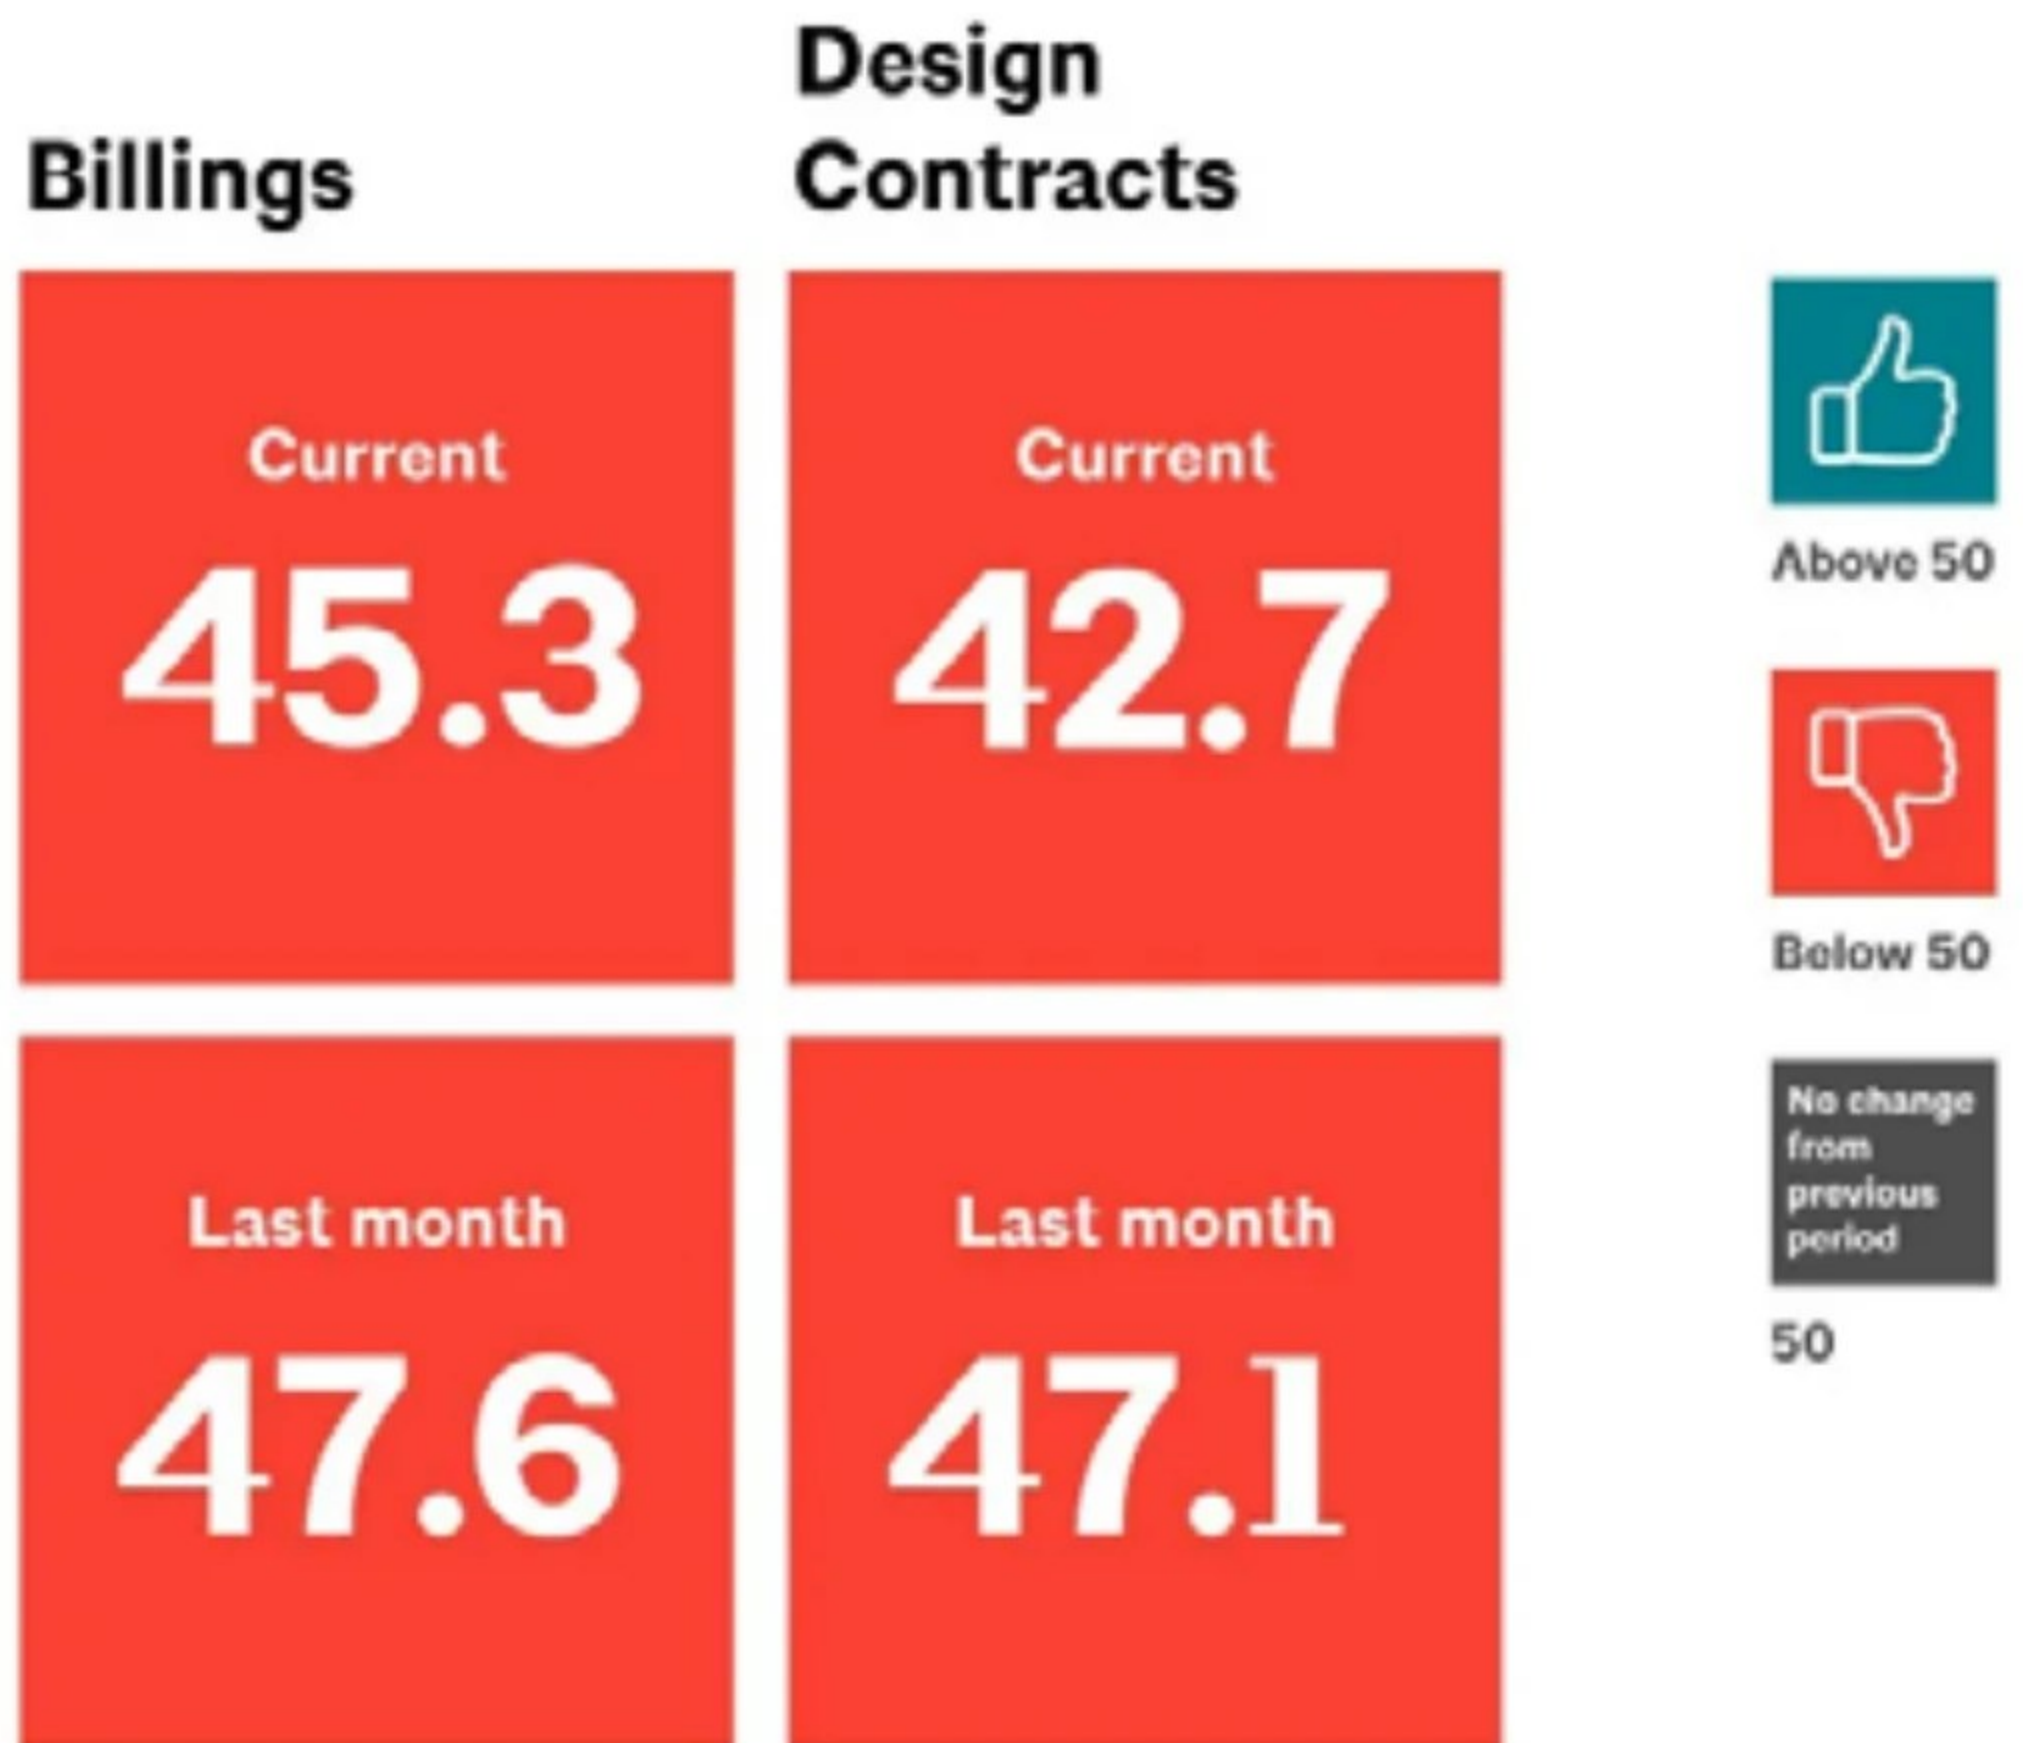 Billings
Design
Contracts
Current
45.3
Current
42.7
Last month
47.6
Last month
47.1
Above 50
Below 50
No change
from
previous
period
50